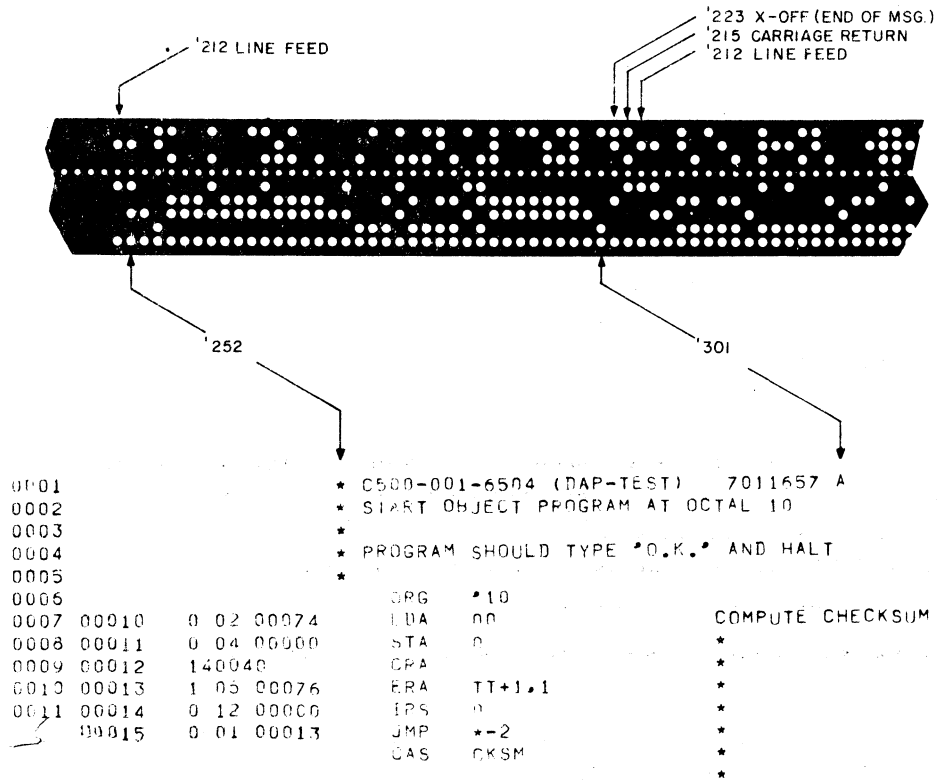 '223 X-OFF (END OF MSG.)
'215 CARRIAGE RETURN
'212 LINE FEED
'212 LINE FEED
'252
'301
0001 * C500-001-6504 (DAP-TEST) 7011657 A
0002 * START OBJECT PROGRAM AT OCTAL 10
0003 *
0004 * PROGRAM SHOULD TYPE 'O.K.' AND HALT
0005 *
0006 ORG '10
0007 00010 0 02 00074 LDA 00 COMPUTE CHECKSUM
0008 00011 0 04 00000 STA 0 *
0009 00012 140040 CRA *
0010 00013 1 05 00076 ERA TT+1,1 *
0011 00014 0 12 00000 IRS 0 *
00015 0 01 00013 JMP *-2 *
CAS CKSM *
*